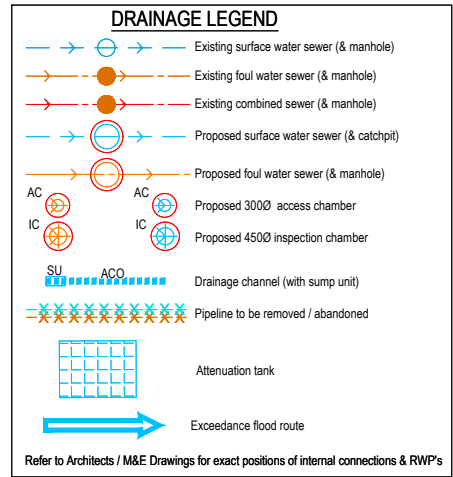 DRAINAGE LEGEND
Existing surface water sewer (& manhole)
Existing foul water sewer (& manhole)
Existing combined sewer (& manhole)
Proposed surface water sewer (& catchpit)
Proposed foul water sewer (& manhole)
AC AC
Proposed 300Ø access chamber
IC IC
Proposed 450Ø inspection chamber
SU ACO
Drainage channel (with sump unit)
Pipeline to be removed / abandoned
Attenuation tank
Exceedance flood route
Refer to Architects / M&E Drawings for exact positions of internal connections & RWP's